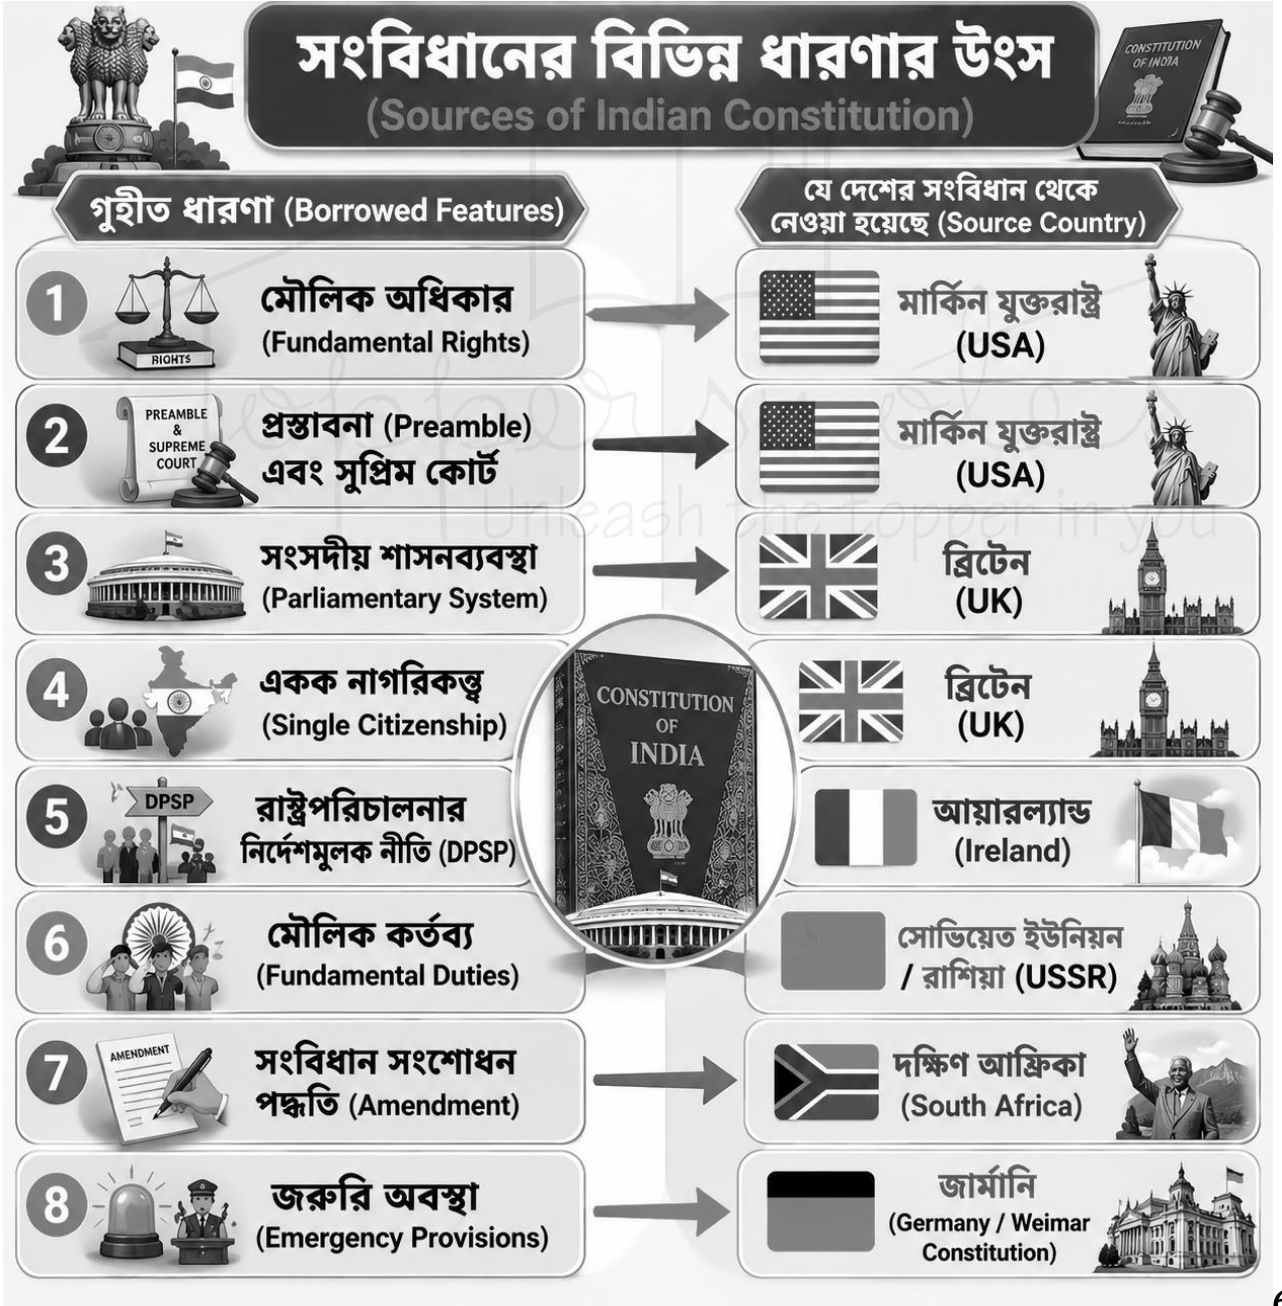 সংবিধানের বিভিন্ন ধারণার উৎস
(Sources of Indian Constitution)
CONSTITUTION
OF INDIA
গৃহীত ধারণা (Borrowed Features)
যে দেশের সংবিধান থেকে
নেওয়া হয়েছে (Source Country)
1
RIGHTS
মৌলিক অধিকার
(Fundamental Rights)
মার্কিন যুক্তরাষ্ট্র
(USA)
2
PREAMBLE
&
SUPREME
COURT
প্রস্তাবনা (Preamble)
এবং সুপ্রিম কোর্ট
মার্কিন যুক্তরাষ্ট্র
(USA)
toppersnotes
Unleash the topper in you
3
সংসদীয় শাসনব্যবস্থা
(Parliamentary System)
ব্রিটেন
(UK)
4
একক নাগরিকত্ত্ব
(Single Citizenship)
ব্রিটেন
(UK)
CONSTITUTION
OF
INDIA
5
DPSP
রাষ্ট্রপরিচালনার
নির্দেশমুলক নীতি (DPSP)
আয়ারল্যান্ড
(Ireland)
6
মৌলিক কর্তব্য
(Fundamental Duties)
সোভিয়েত ইউনিয়ন
/ রাশিয়া (USSR)
7
AMENDMENT
সংবিধান সংশোধন
পদ্ধতি (Amendment)
দক্ষিণ আফ্রিকা
(South Africa)
8
জরুরি অবস্থা
(Emergency Provisions)
জার্মানি
(Germany / Weimar
Constitution)